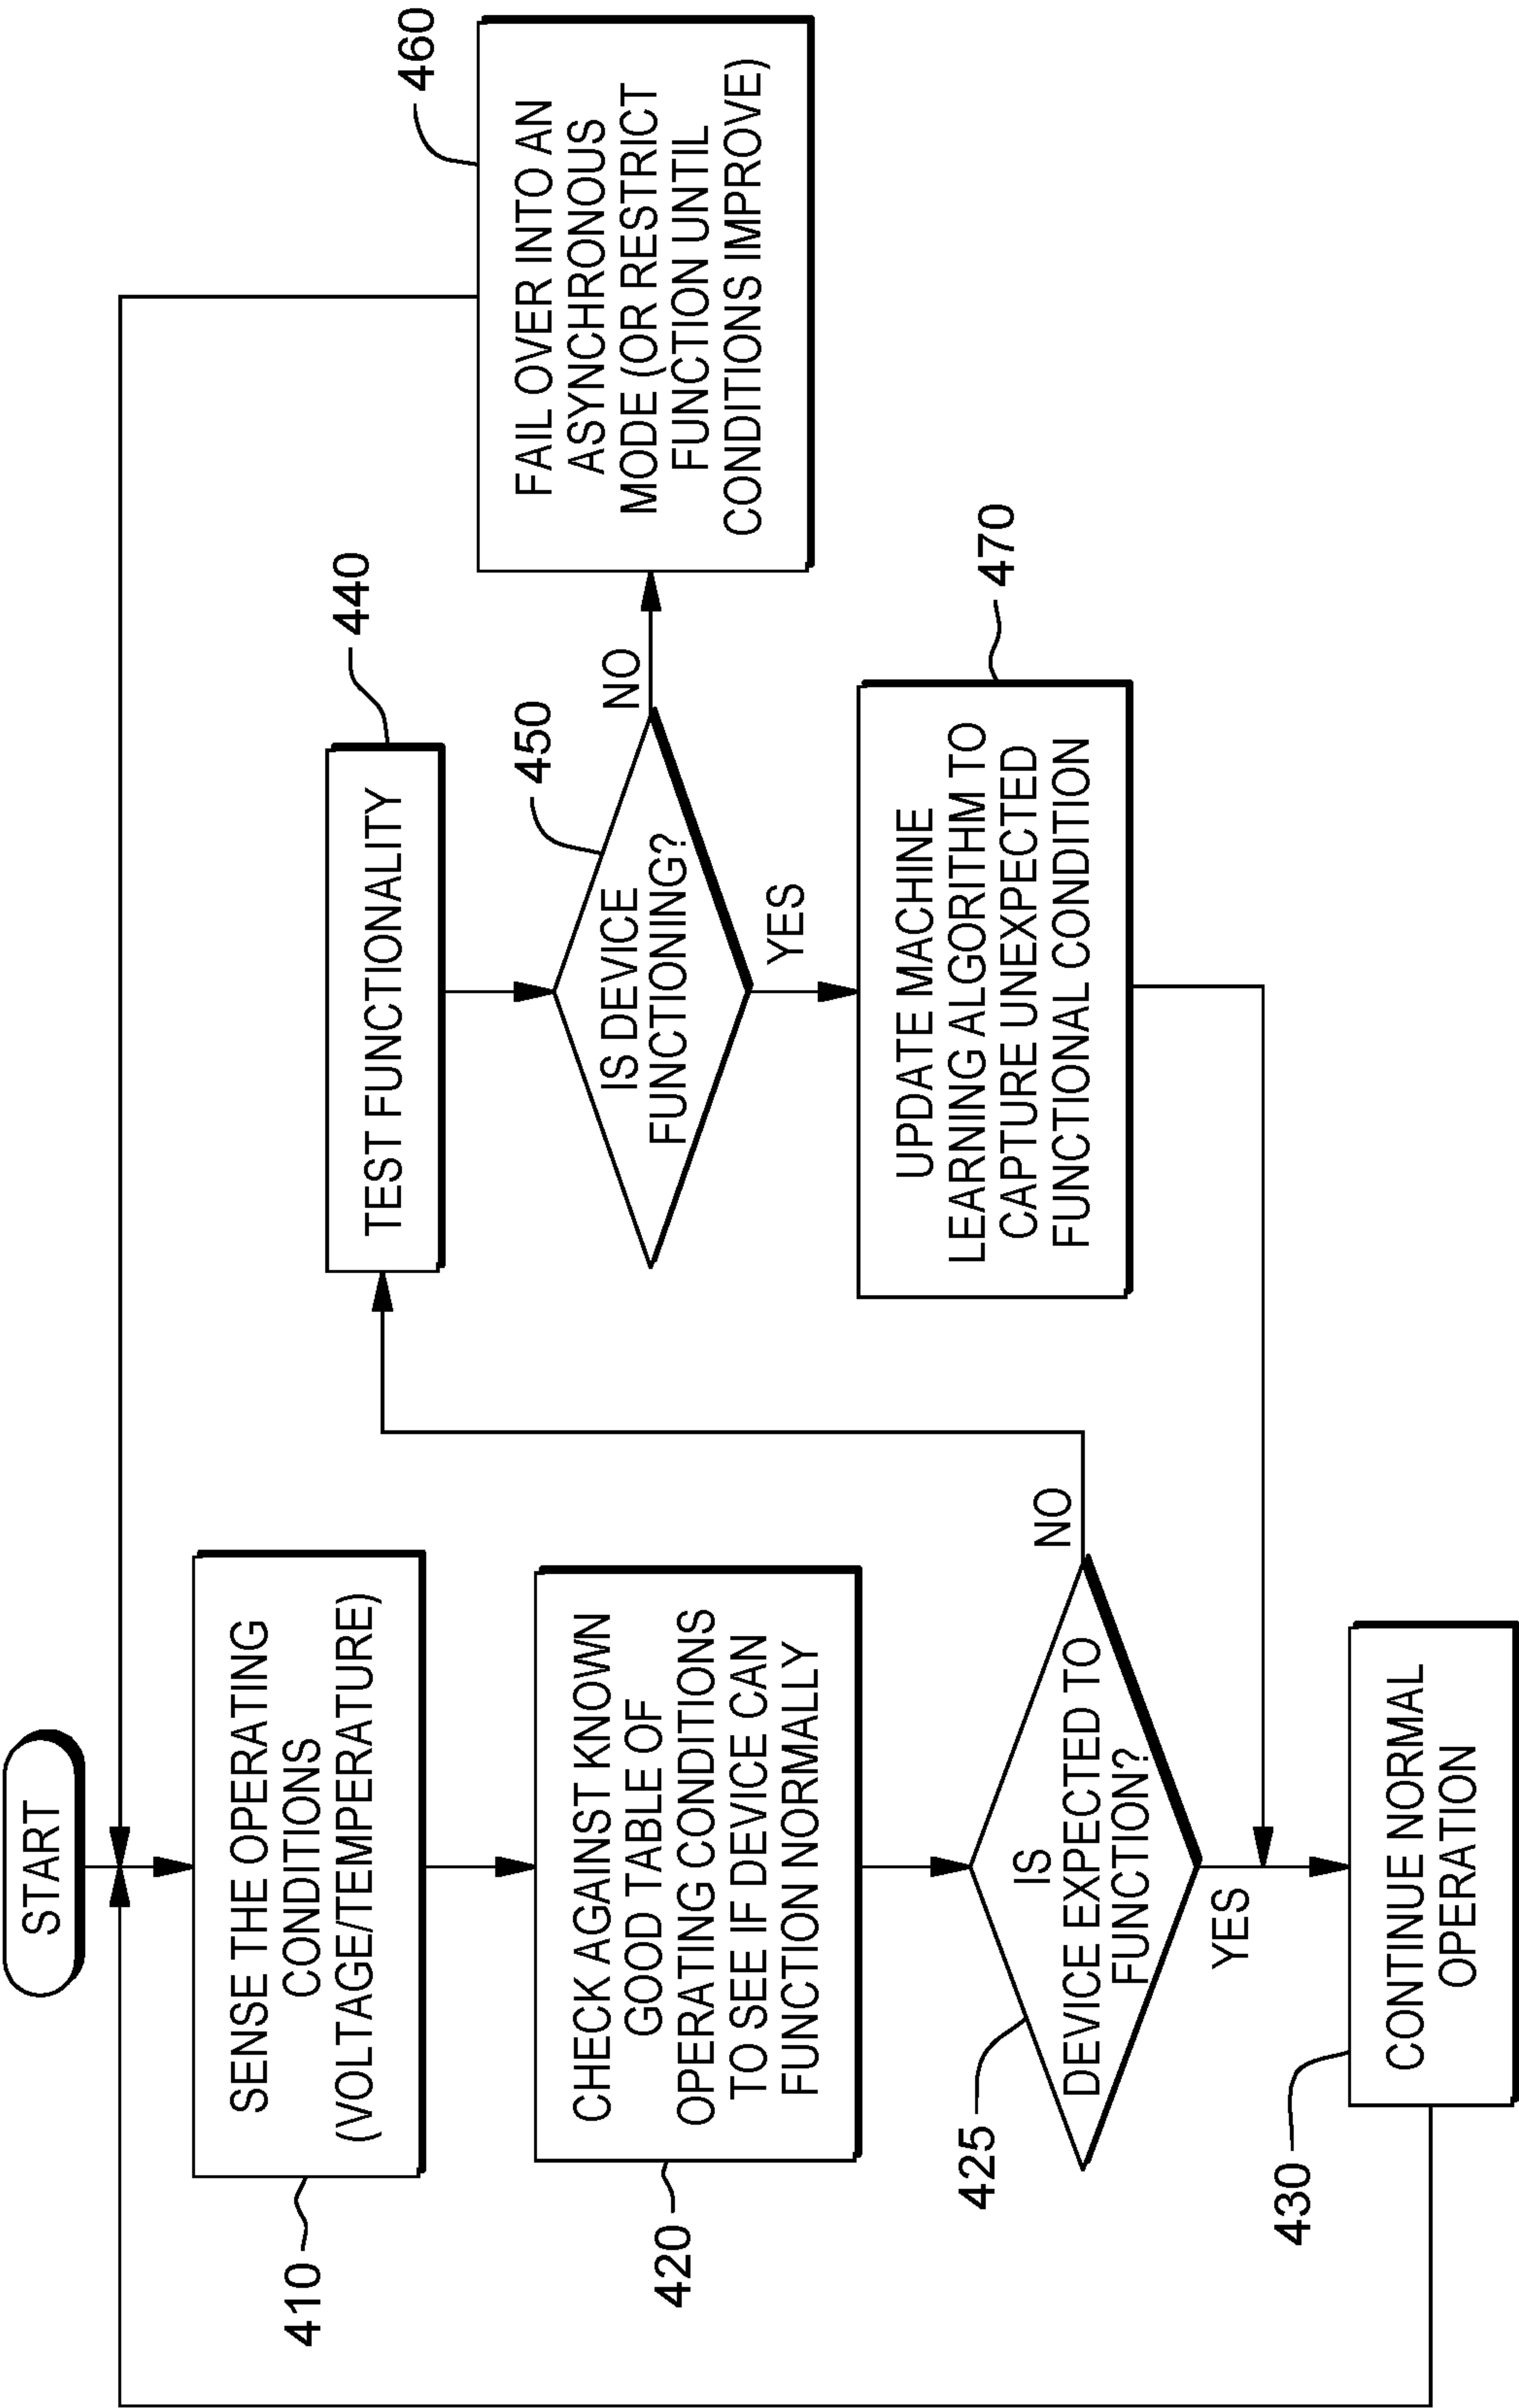 START
SENSE THE OPERATING
CONDITIONS
(VOLTAGE/TEMPERATURE)
410
CHECK AGAINST KNOWN
GOOD TABLE OF
OPERATING CONDITIONS
TO SEE IF DEVICE CAN
FUNCTION NORMALLY
420
IS
DEVICE EXPECTED TO
FUNCTION?
425
NO
YES
CONTINUE NORMAL
OPERATION
430
TEST FUNCTIONALITY
440
IS DEVICE
FUNCTIONING?
450
NO
YES
FAIL OVER INTO AN
ASYNCHRONOUS
MODE (OR RESTRICT
FUNCTION UNTIL
CONDITIONS IMPROVE)
460
UPDATE MACHINE
LEARNING ALGORITHM TO
CAPTURE UNEXPECTED
FUNCTIONAL CONDITION
470